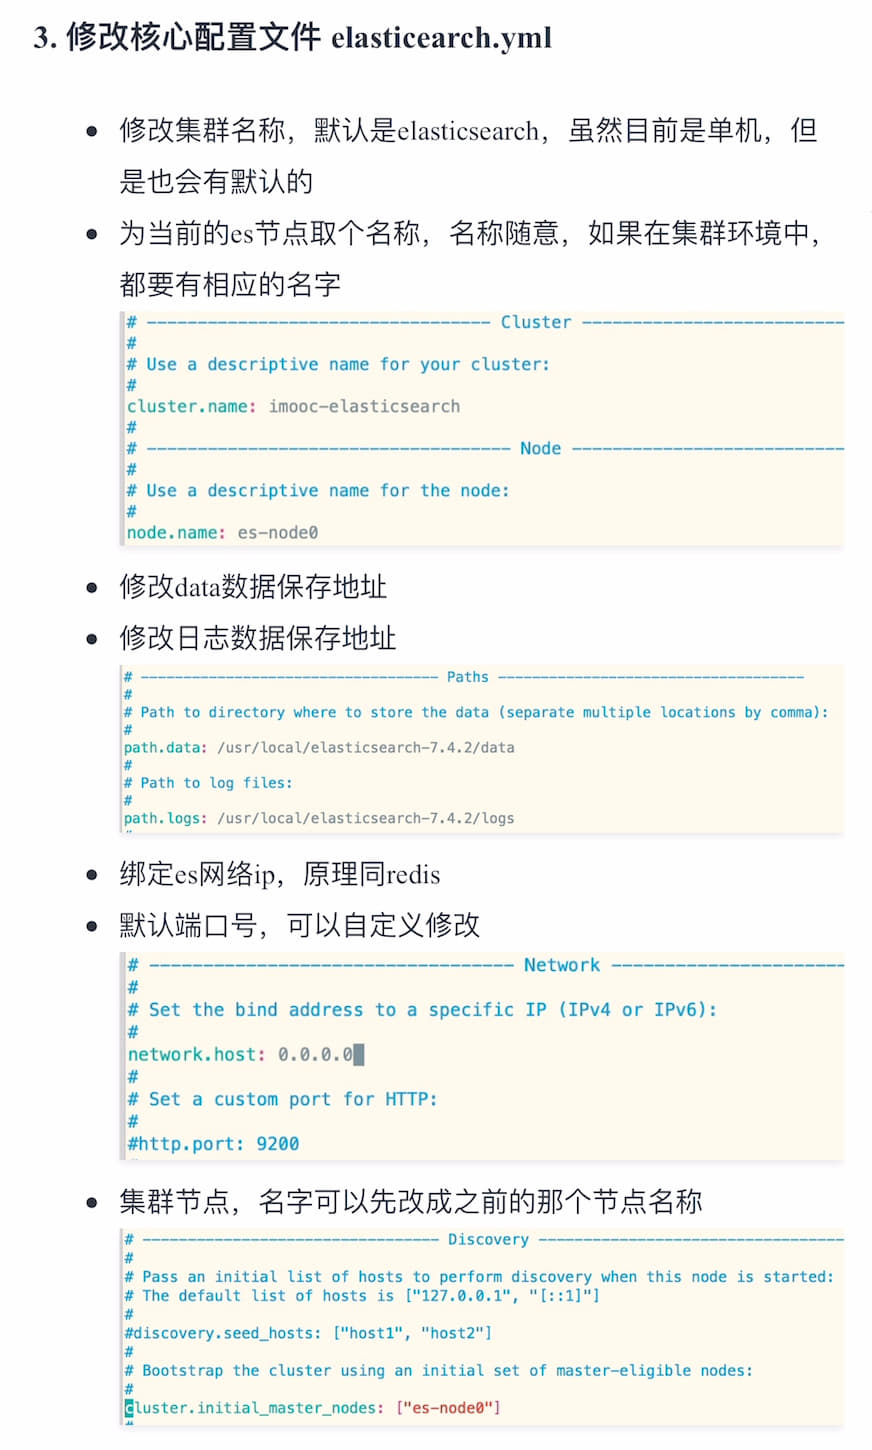 3. 修改核心配置文件 elasticearch.yml
修改集群名称，默认是elasticsearch，虽然目前是单机，但
是也会有默认的
为当前的es节点取个名称，名称随意，如果在集群环境中，
都要有相应的名字
# ---------------------------------- Cluster --------------------------
#
# Use a descriptive name for your cluster:
#
cluster.name: imooc-elasticsearch
#
# ------------------------------------ Node ---------------------------
#
# Use a descriptive name for the node:
#
node.name: es-node0
修改data数据保存地址
修改日志数据保存地址
# ----------------------------------- Paths ------------------------------------
#
# Path to directory where to store the data (separate multiple locations by comma):
#
path.data: /usr/local/elasticsearch-7.4.2/data
#
# Path to log files:
#
path.logs: /usr/local/elasticsearch-7.4.2/logs
绑定es网络ip，原理同redis
默认端口号，可以自定义修改
# ---------------------------------- Network ----------------------
#
# Set the bind address to a specific IP (IPv4 or IPv6):
#
network.host: 0.0.0.0
#
# Set a custom port for HTTP:
#
#http.port: 9200
集群节点，名字可以先改成之前的那个节点名称
# --------------------------------- Discovery ----------------------------------
#
# Pass an initial list of hosts to perform discovery when this node is started:
# The default list of hosts is ["127.0.0.1", "[::1]"]
#
#discovery.seed_hosts: ["host1", "host2"]
#
# Bootstrap the cluster using an initial set of master-eligible nodes:
#
cluster.initial_master_nodes: ["es-node0"]